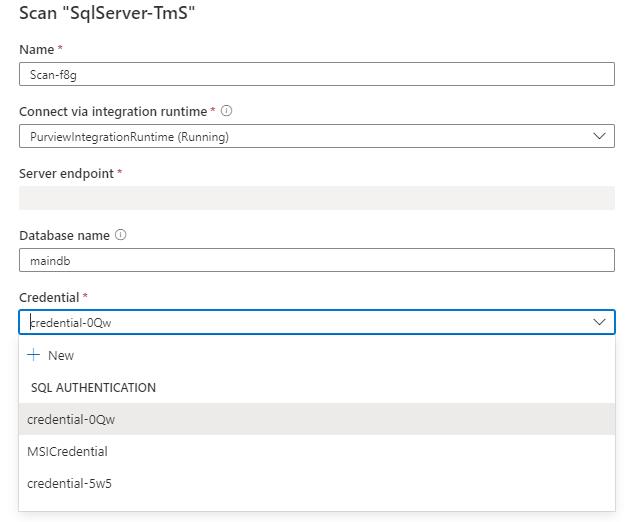 Scan "SqlServer-TmS"
Name *
Scan-f8g
Connect via integration runtime *
PurviewIntegrationRuntime (Running)
Server endpoint *
Database name
maindb
Credential *
credential-0Qw
New
SQL AUTHENTICATION
credential-0Qw
MSICredential
credential-5w5